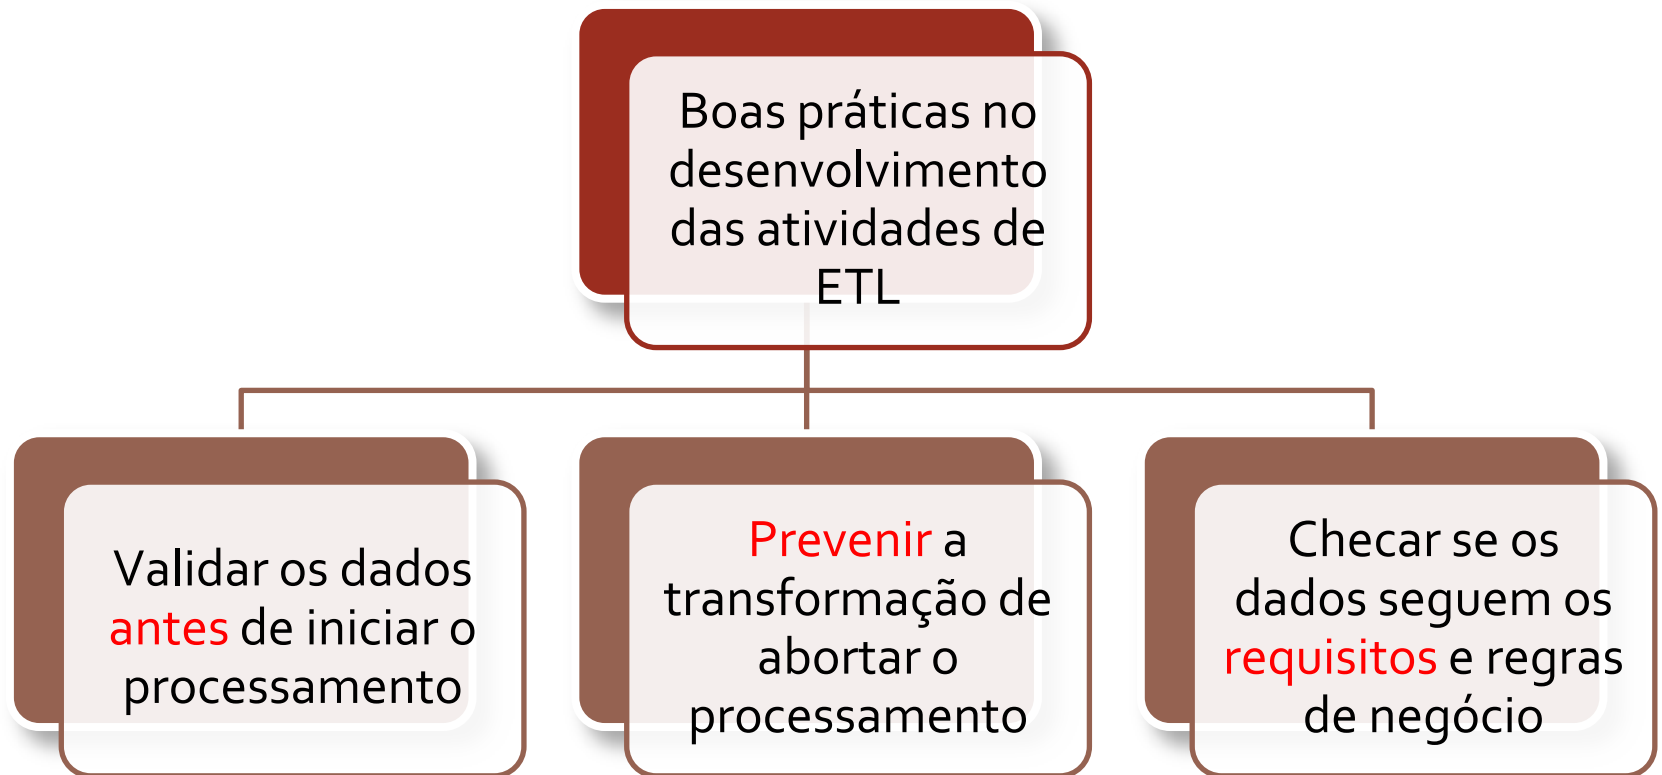 Boas práticas no
desenvolvimento
das atividades de
ETL
Validar os dados
antes de iniciar o
processamento
Prevenir a
transformação de
abortar o
processamento
Checar se os
dados seguem os
requisitos e regras
de negócio